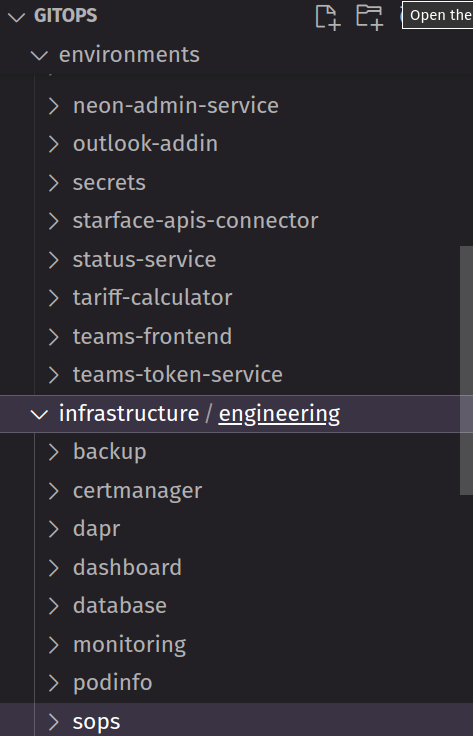 GITOPS
Open the
environments
neon-admin-service
outlook-addin
secrets
starface-apis-connector
status-service
tariff-calculator
teams-frontend
teams-token-service
infrastructure / engineering
backup
certmanager
dapr
dashboard
database
monitoring
podinfo
sops